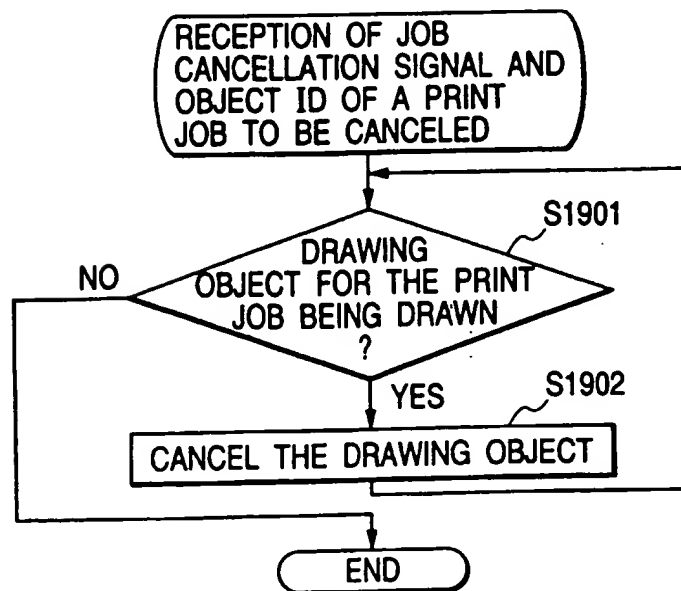 RECEPTION OF JOB
CANCELLATION SIGNAL AND
OBJECT ID OF A PRINT
JOB TO BE CANCELED
S1901
DRAWING
OBJECT FOR THE PRINT
JOB BEING DRAWN
?
NO
YES
S1902
CANCEL THE DRAWING OBJECT
END